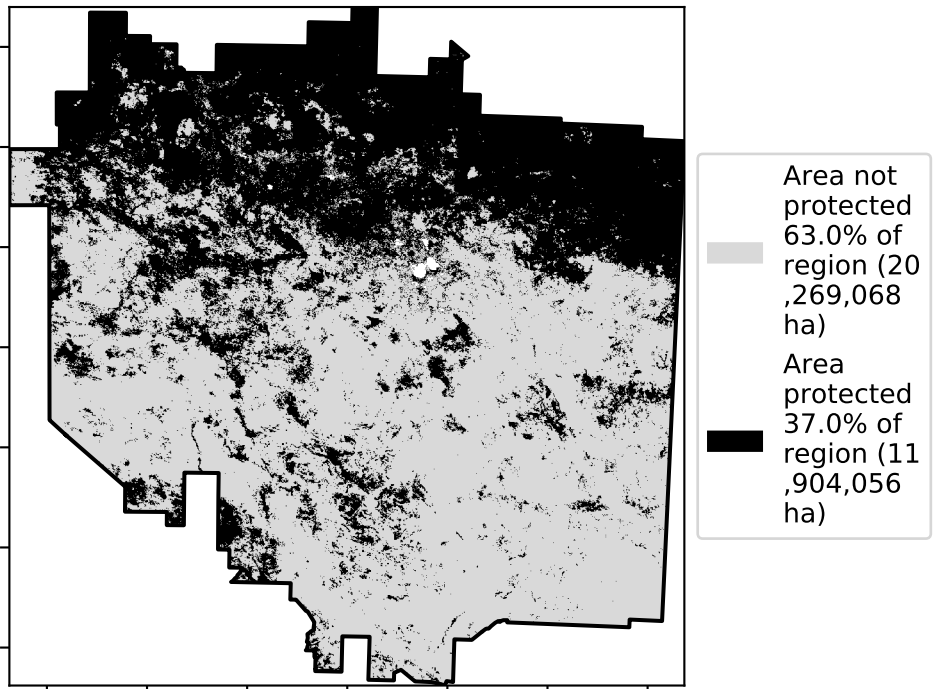 Area not
protected
63.0% of
region (20
,269,068
ha)
Area
protected
37.0% of
region (11
,904,056
ha)